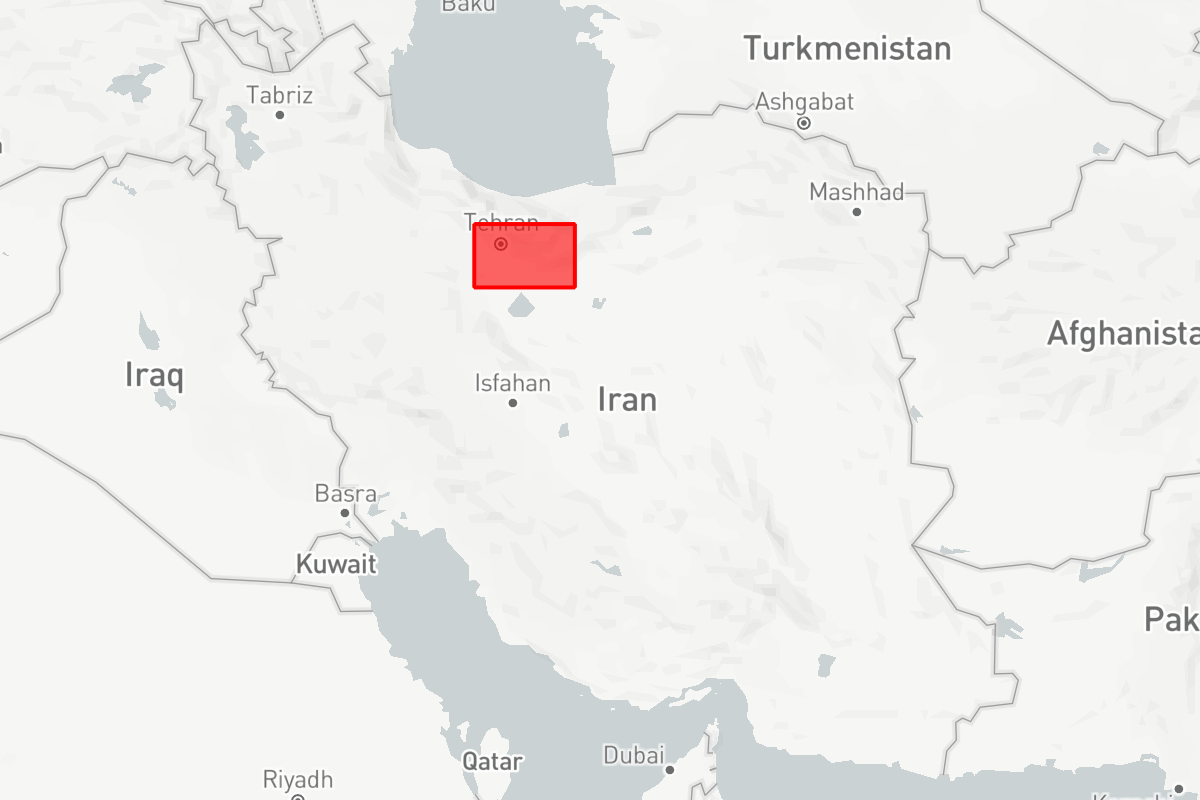 Baku
Turkmenistan
Tabriz
Ashgabat
Mashhad
Tehran
Afghanista
Iraq
Isfahan
Iran
Basra
Kuwait
Pak
Qatar
Dubai
Riyadh